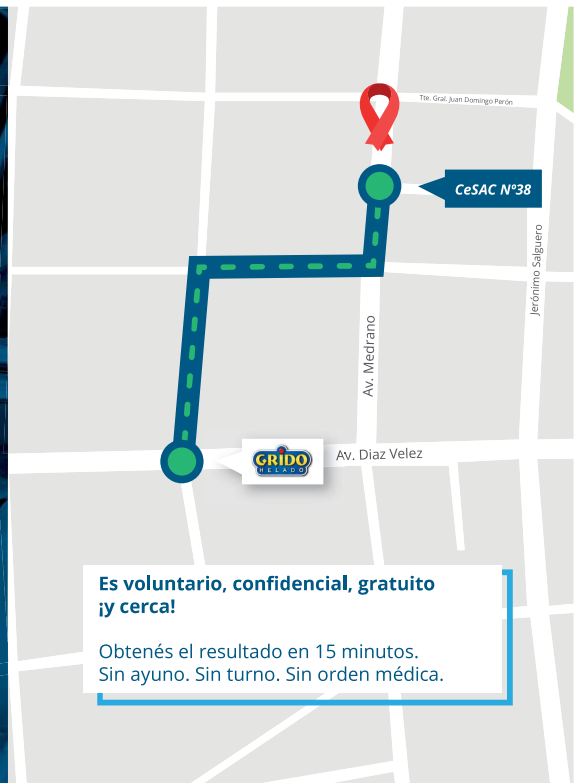 Tte. Gral. Juan Domingo Perón
CeSAC N°38
Jerónimo Salguero
Av. Medrano
GRIDO
HELADO
Av. Diaz Velez
Es voluntario, confidencial, gratuito
¡y cerca!
Obtenés el resultado en 15 minutos.
Sin ayuno. Sin turno. Sin orden médica.